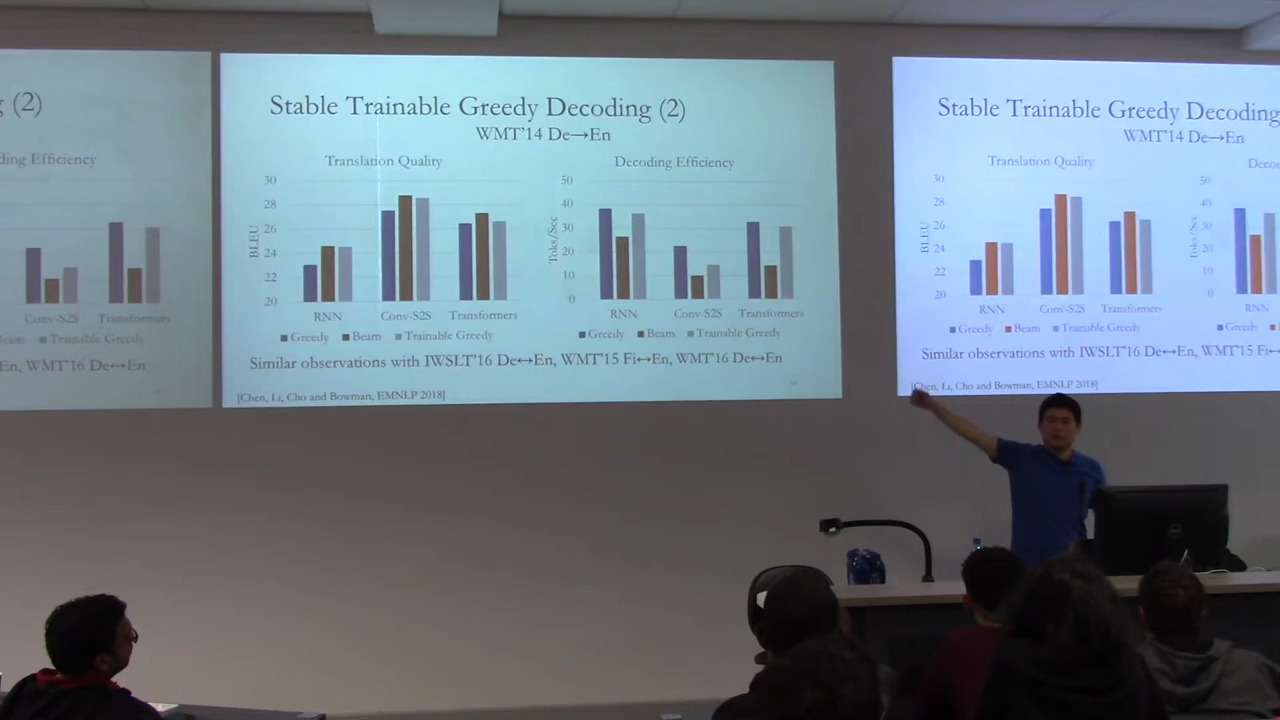 g (2)
ding Efficiency
Conv-S2S Transformers
Beam Trainable Greedy
En, WMT'16 De↔En
Stable Trainable Greedy Decoding (2)
WMT'14 De→En
Translation Quality
30
28
26
24
22
20
BLEU
RNN Conv-S2S Transformers
Greedy Beam Trainable Greedy
Decoding Efficiency
50
40
30
20
10
0
Toks/Sec
RNN Conv-S2S Transformers
Greedy Beam Trainable Greedy
Similar observations with IWSLT'16 De↔En, WMT'15 Fi↔En, WMT'16 De↔En
[Chen, Li, Cho and Bowman, EMNLP 2018]
Stable Trainable Greedy Decoding
WMT'14 De→En
Translation Quality
30
28
26
24
22
20
BLEU
RNN Conv-S2S Transformers
Greedy Beam Trainable Greedy
Deco
50
40
30
20
10
0
Toks/Sec
RNN
Greedy
Similar observations with IWSLT'16 De↔En, WMT'15 Fi↔
[Chen, Li, Cho and Bowman, EMNLP 2018]